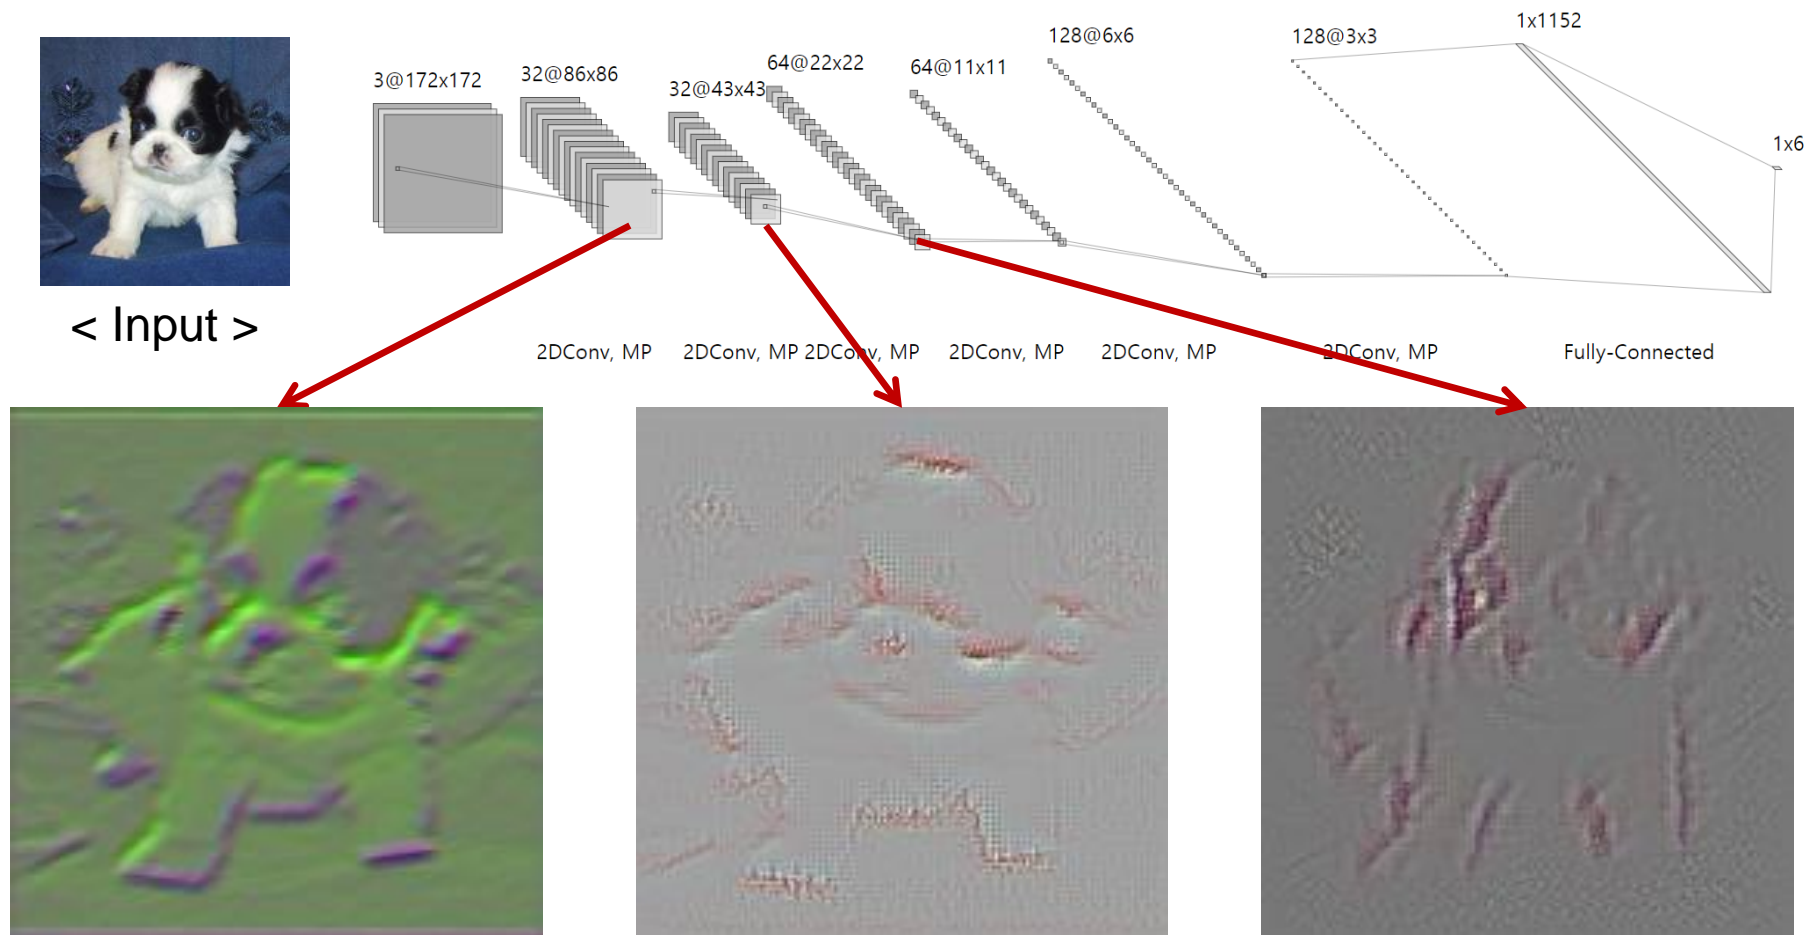 3@172x172
32@86x86
32@43x43
64@22x22
64@11x11
128@6x6
128@3x3
1x1152
1x6
< Input >
2DConv, MP
2DConv, MP
2DConv, MP
2DConv, MP
2DConv, MP
2DConv, MP
Fully-Connected